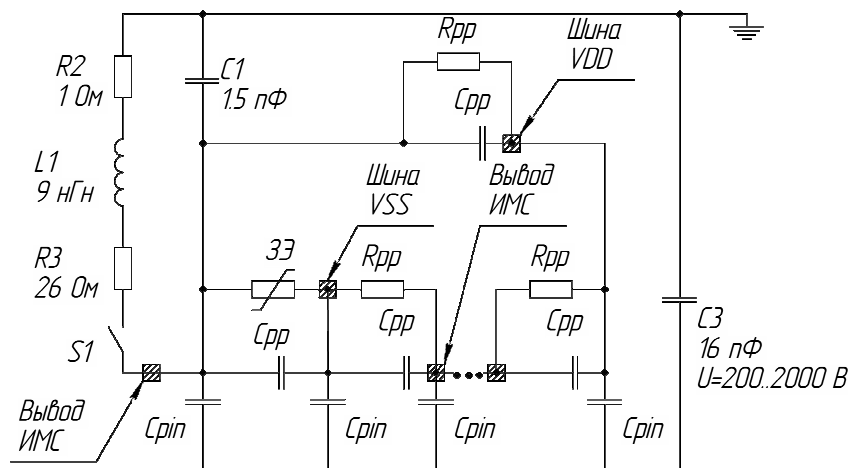 Rpp
Шина
VDD
R2
1 Ом
C1
1.5 пФ
Cpp
L1
9 нГн
Шина
VSS
Вывод
ИМС
R3
26 Ом
ЗЭ
Rpp
Rpp
S1
Cpp
Cpp
Cpp
C3
16 пФ
U=200..2000 В
Вывод
ИМС
Cpin
Cpin
Cpin
Cpin